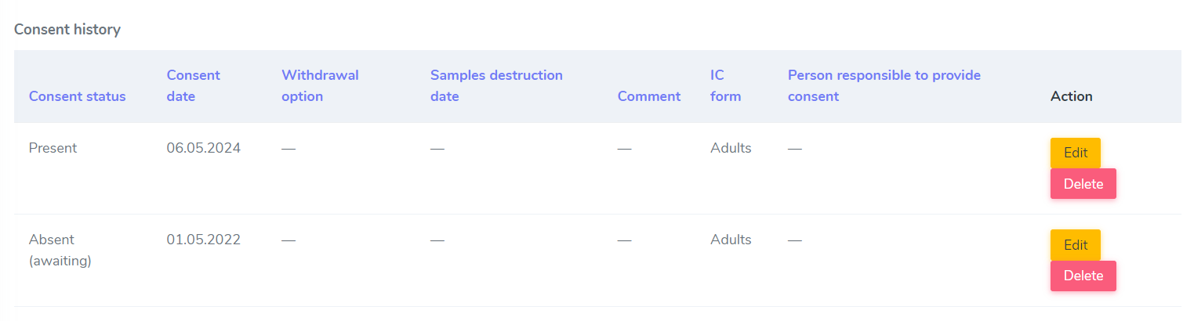 Consent history
Consent status
Consent date
Withdrawal option
Samples destruction date
Comment
IC form
Person responsible to provide consent
Action
Present 06.05.2024 — — — Adults — Edit
Delete
Absent (awaiting) 01.05.2022 — — — Adults — Edit
Delete